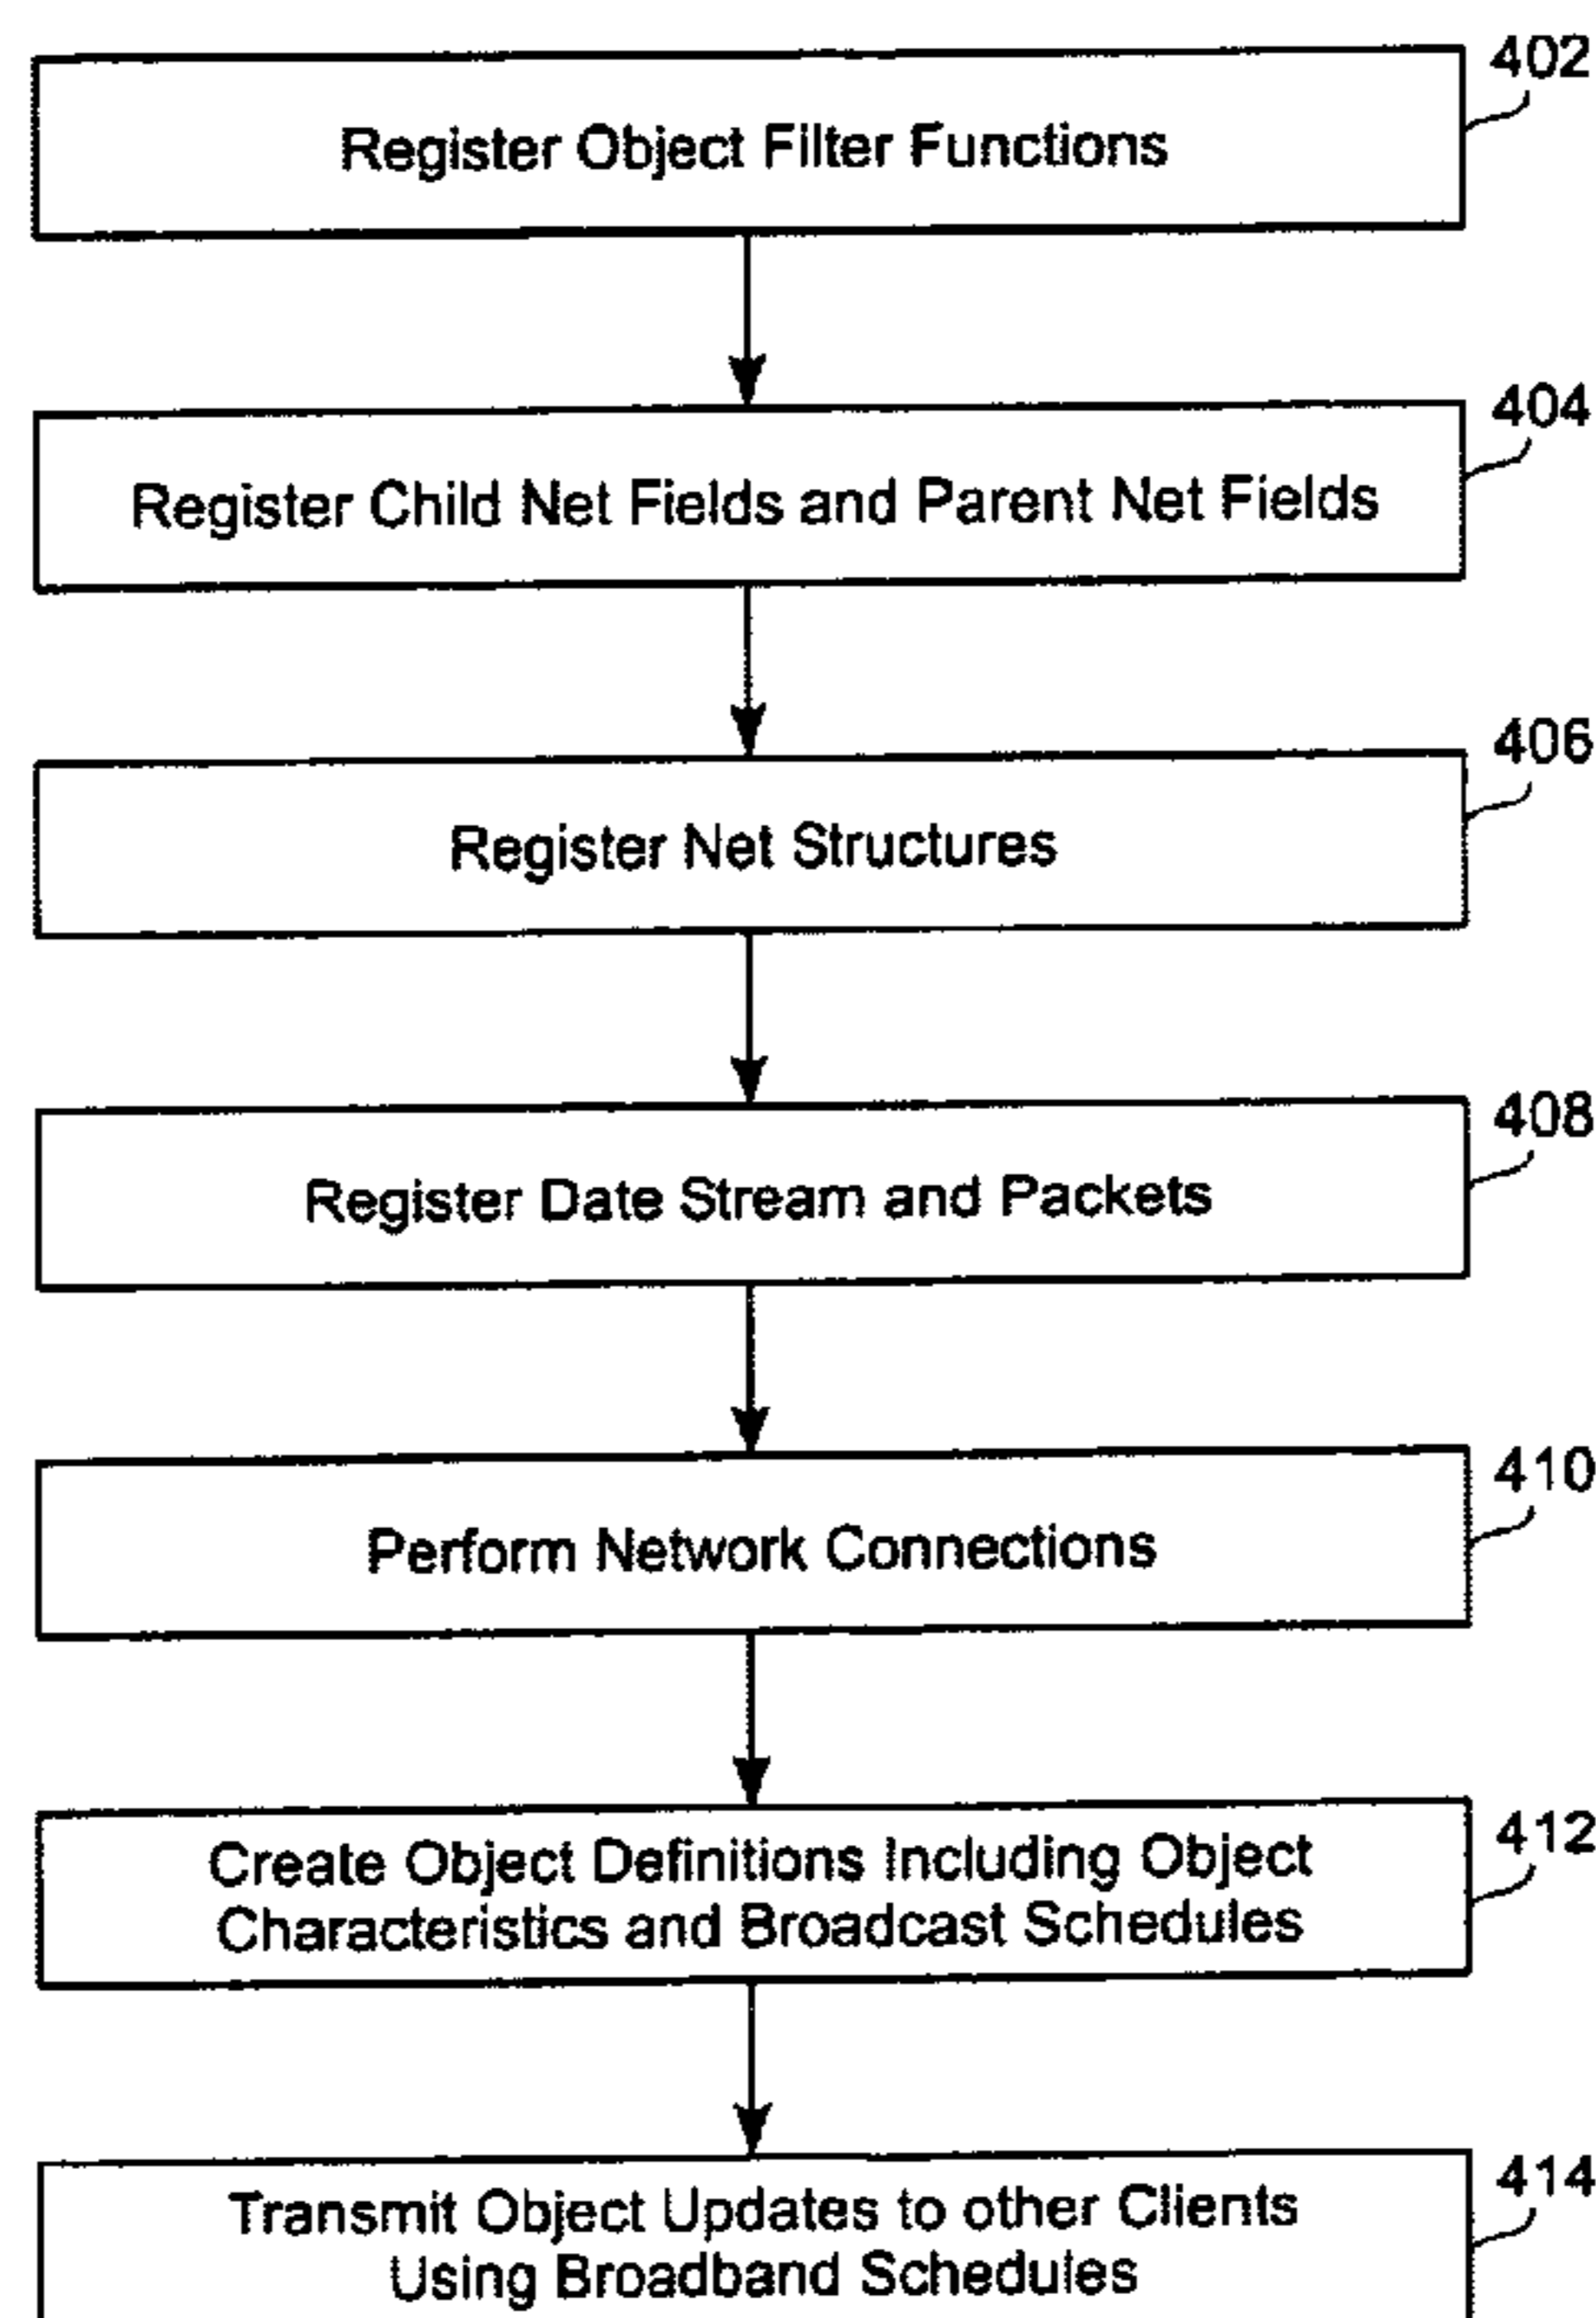 402
Register Object Filter Functions
404
Register Child Net Fields and Parent Net Fields
406
Register Net Structures
408
Register Date Stream and Packets
410
Perform Network Connections
412
Create Object Definitions Including Object
Characteristics and Broadcast Schedules
414
Transmit Object Updates to other Clients
Using Broadband Schedules